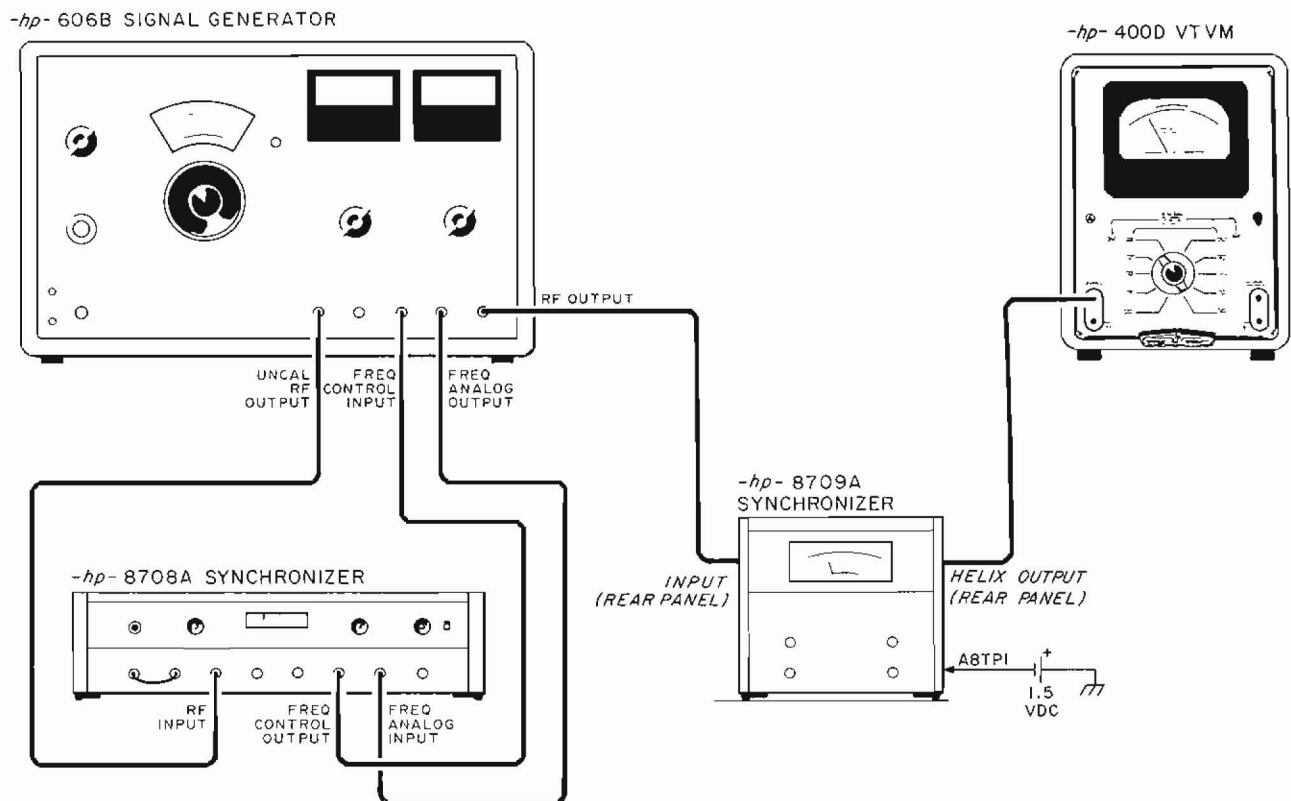 -hp- 606B SIGNAL GENERATOR
-hp- 400D VTVM
RF OUTPUT
UNCAL
RF
OUTPUT
FREQ
CONTROL
INPUT
FREQ
ANALOG
OUTPUT
-hp- 8709A
SYNCHRONIZER
-hp- 8708A SYNCHRONIZER
INPUT
(REAR PANEL)
HELIX OUTPUT
(REAR PANEL)
A8TP1
+
1.5
VDC
RF
INPUT
FREQ
CONTROL
OUTPUT
FREQ
ANALOG
INPUT